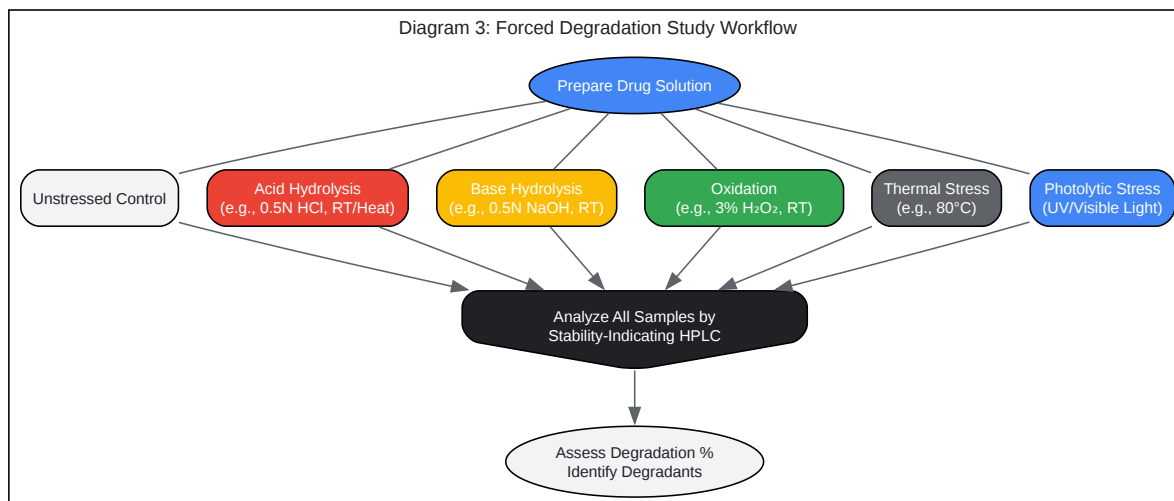 Diagram 3: Forced Degradation Study Workflow
Prepare Drug Solution
Unstressed Control
Acid Hydrolysis
(e.g., 0.5N HCl, RT/Heat)
Base Hydrolysis
(e.g., 0.5N NaOH, RT)
Oxidation
(e.g., 3% H₂O₂, RT)
Thermal Stress
(e.g., 80°C)
Photolytic Stress
(UV/Visible Light)
Analyze All Samples by
Stability-Indicating HPLC
Assess Degradation %
Identify Degradants